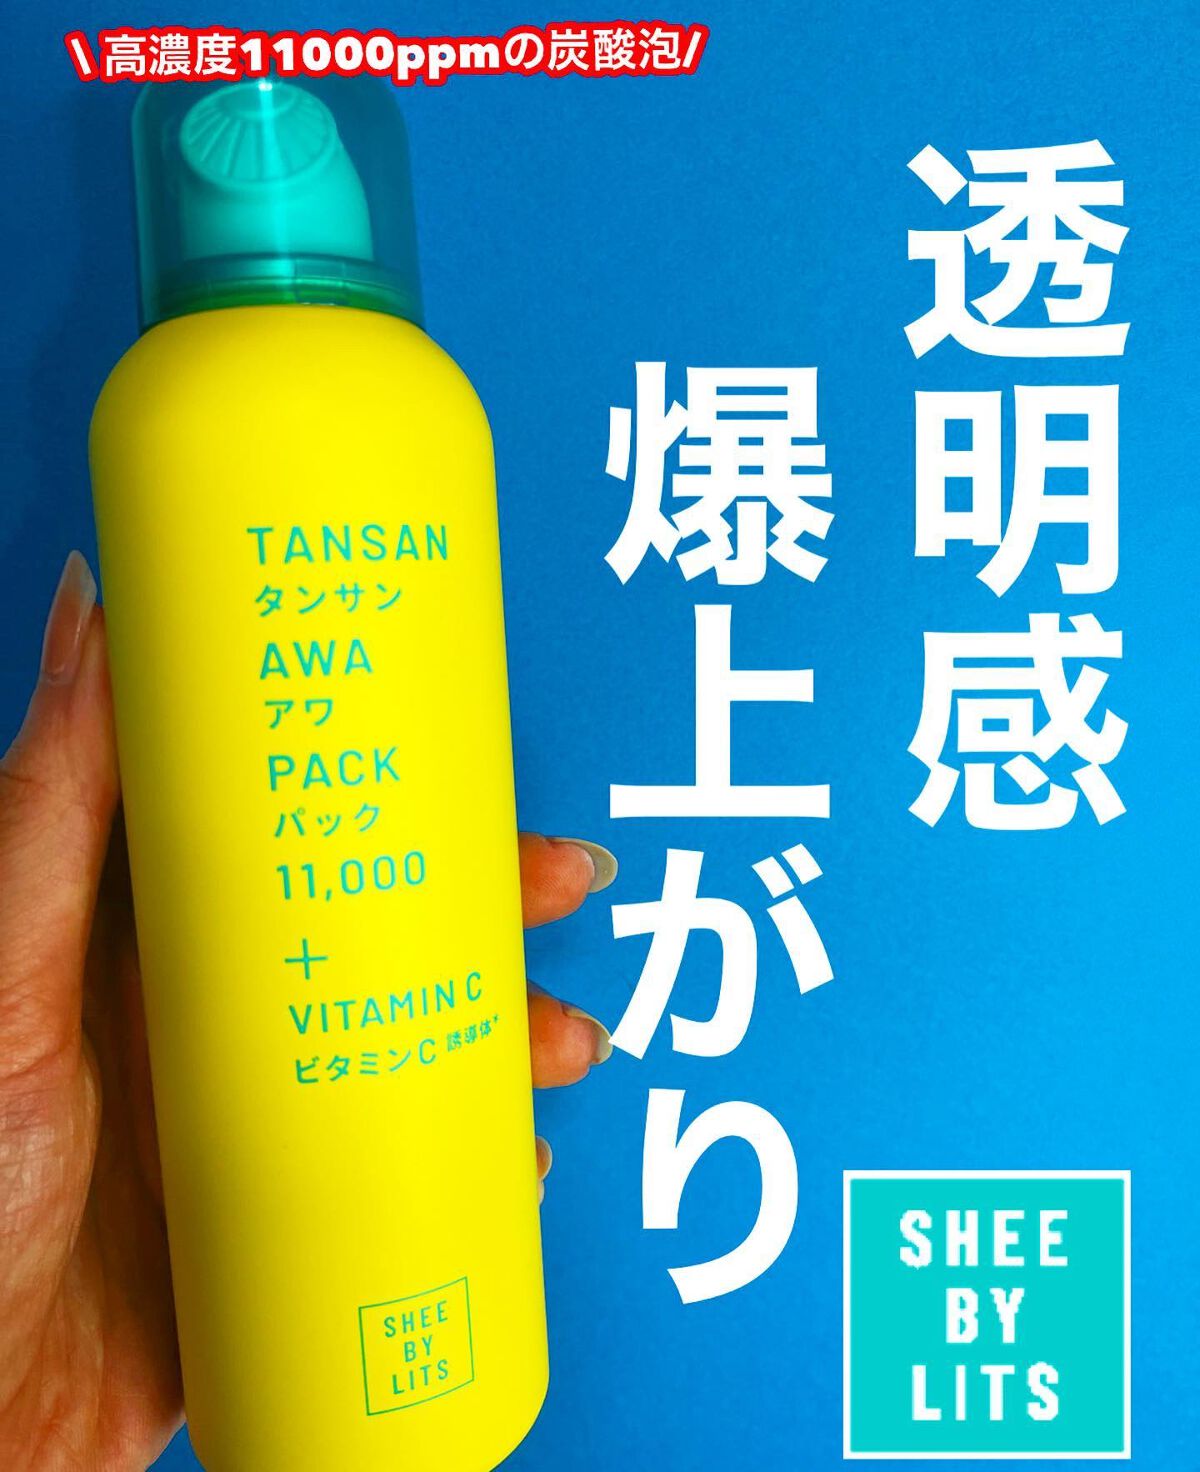 \ 高濃度11000ppmの炭酸泡/
透明感
爆上がり
TANSAN
タンサン
AWA
アワ
PACK
パック
11,000
+
VITAMIN C
ビタミンC 誘導体*
SHEE
BY
LITS
SHEE
BY
LITS